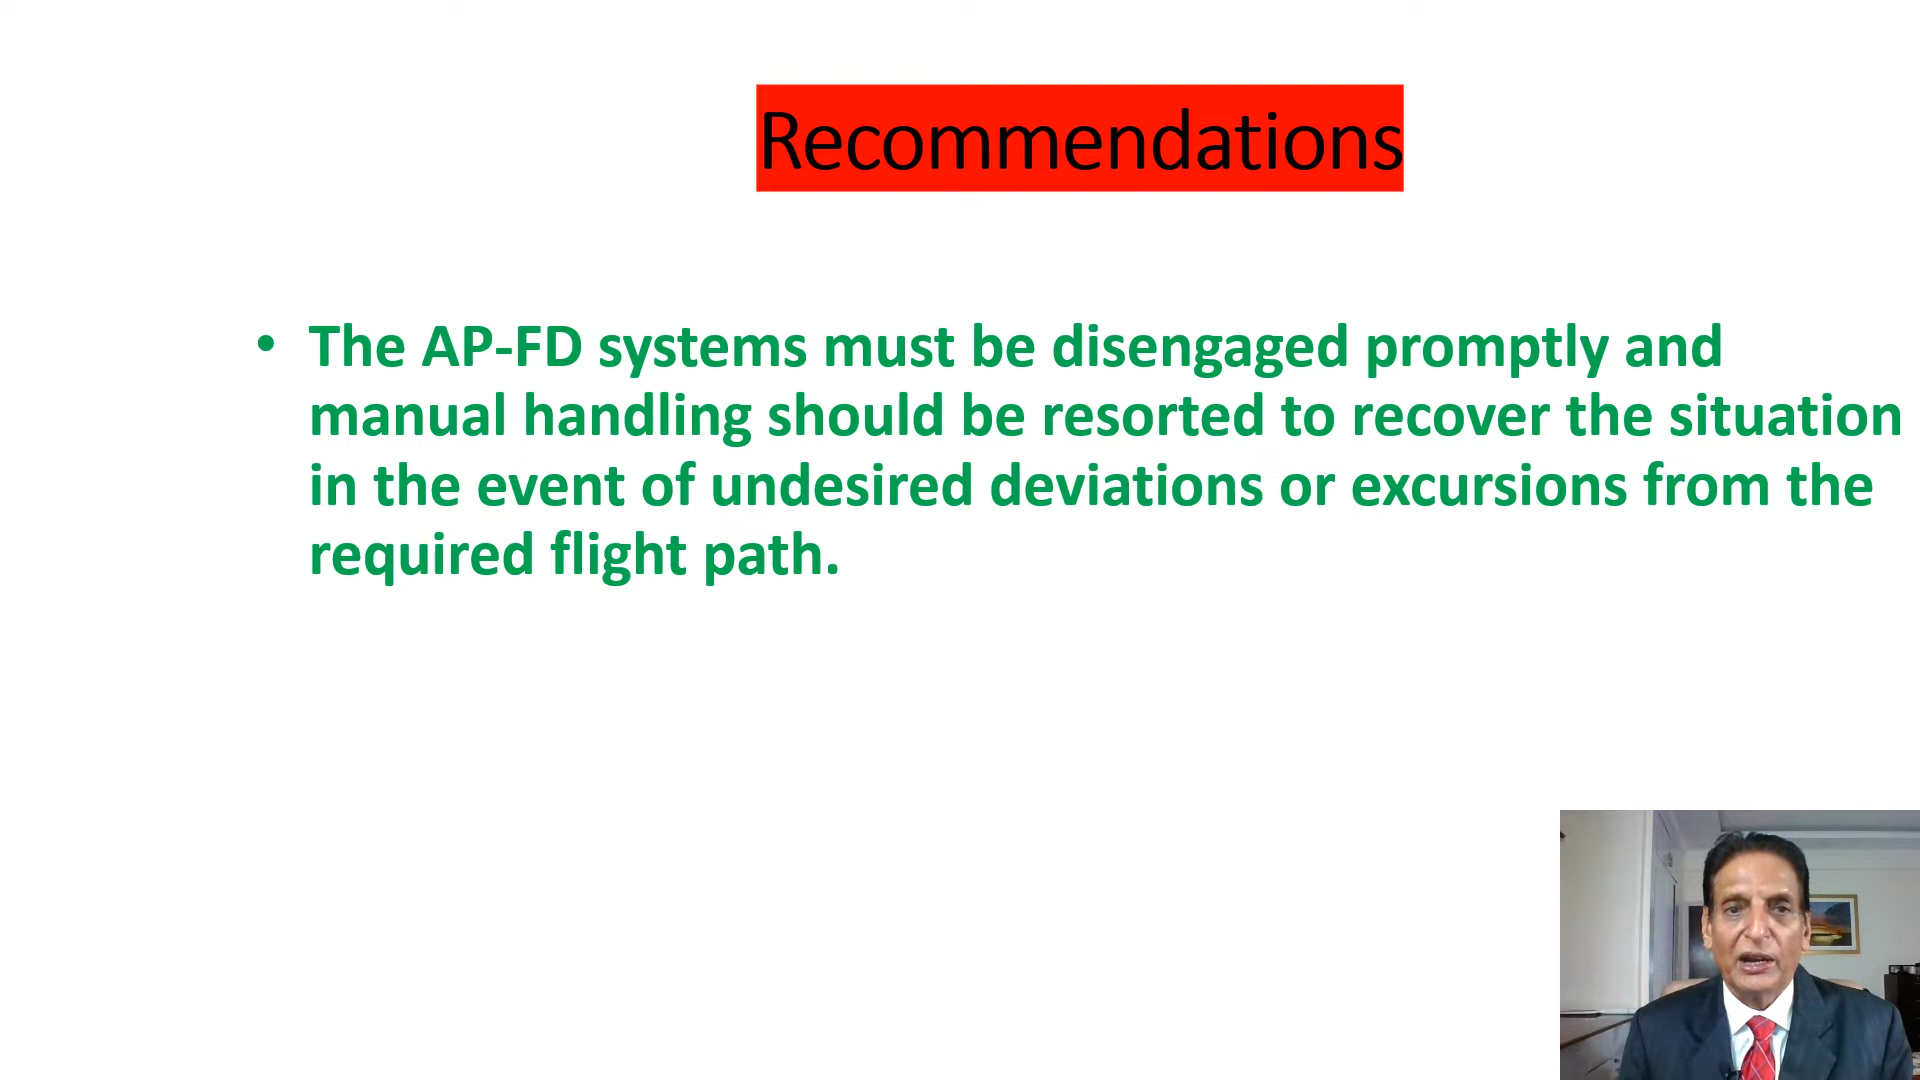 Recommendations
• The AP-FD systems must be disengaged promptly and
manual handling should be resorted to recover the situation
in the event of undesired deviations or excursions from the
required flight path.